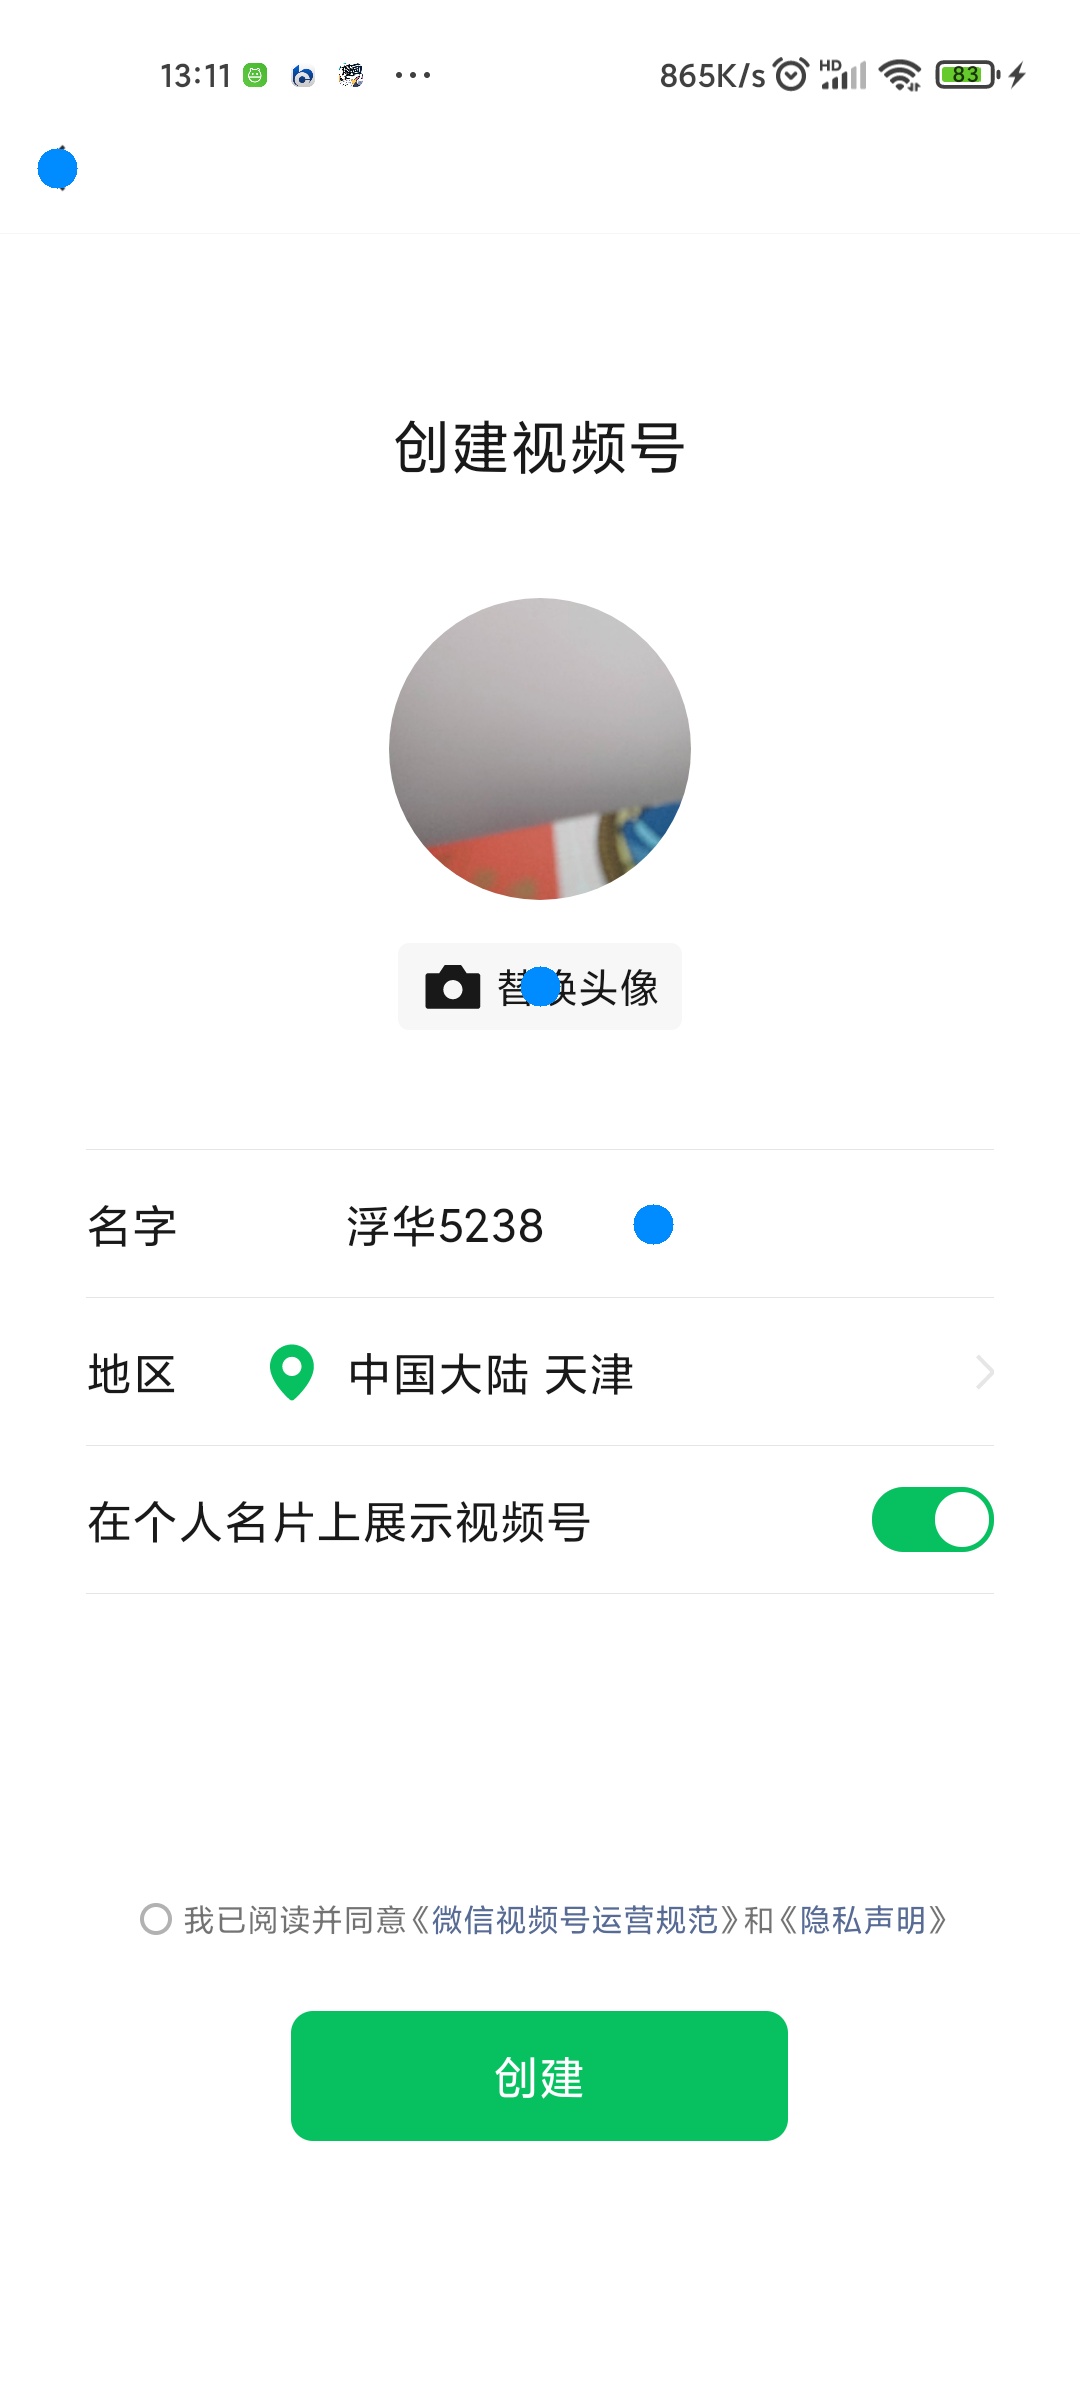 13:11 ... 865K/s HD 83
创建视频号
替换头像
名字 浮华5238
地区 中国大陆 天津
在个人名片上展示视频号
我已阅读并同意《微信视频号运营规范》和《隐私声明》
创建